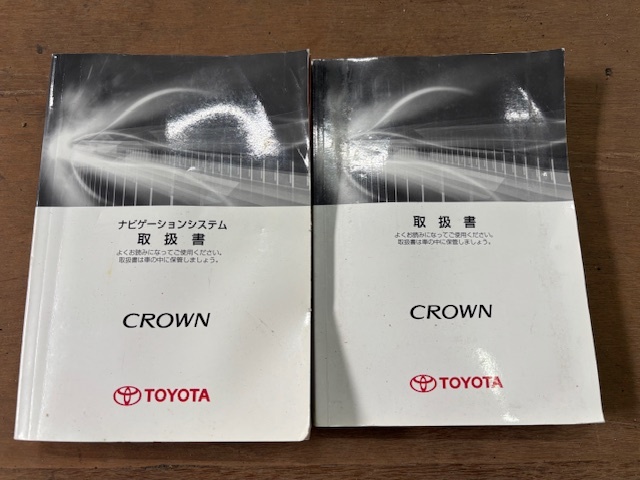 ナビゲーションシステム
取扱書
よくお読みになってご使用ください。
取扱書は車の中に保管しましょう。
CROWN
TOYOTA
取扱書
よくお読みになってご使用ください。
取扱書は車の中に保管しましょう。
CROWN
TOYOTA